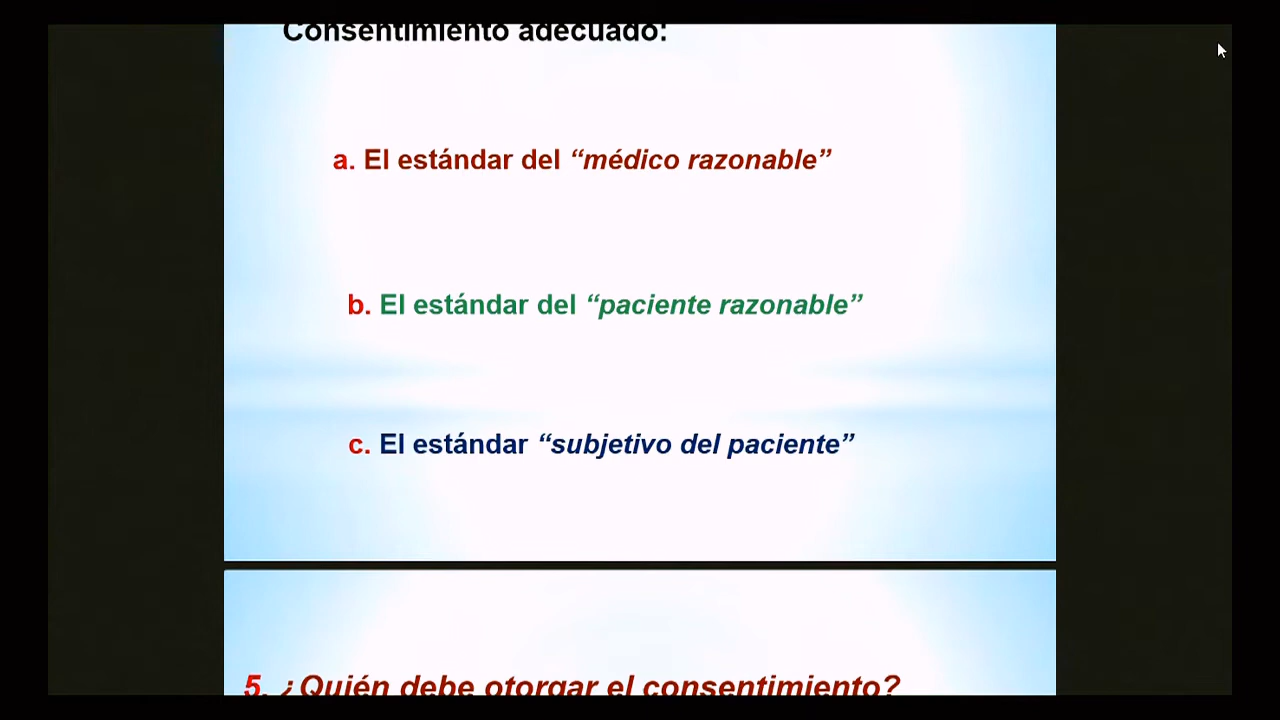 Consentimiento adecuado:
a. El estándar del “médico razonable”
b. El estándar del “paciente razonable”
c. El estándar “subjetivo del paciente”
5. ¿Quién debe otorgar el consentimiento?